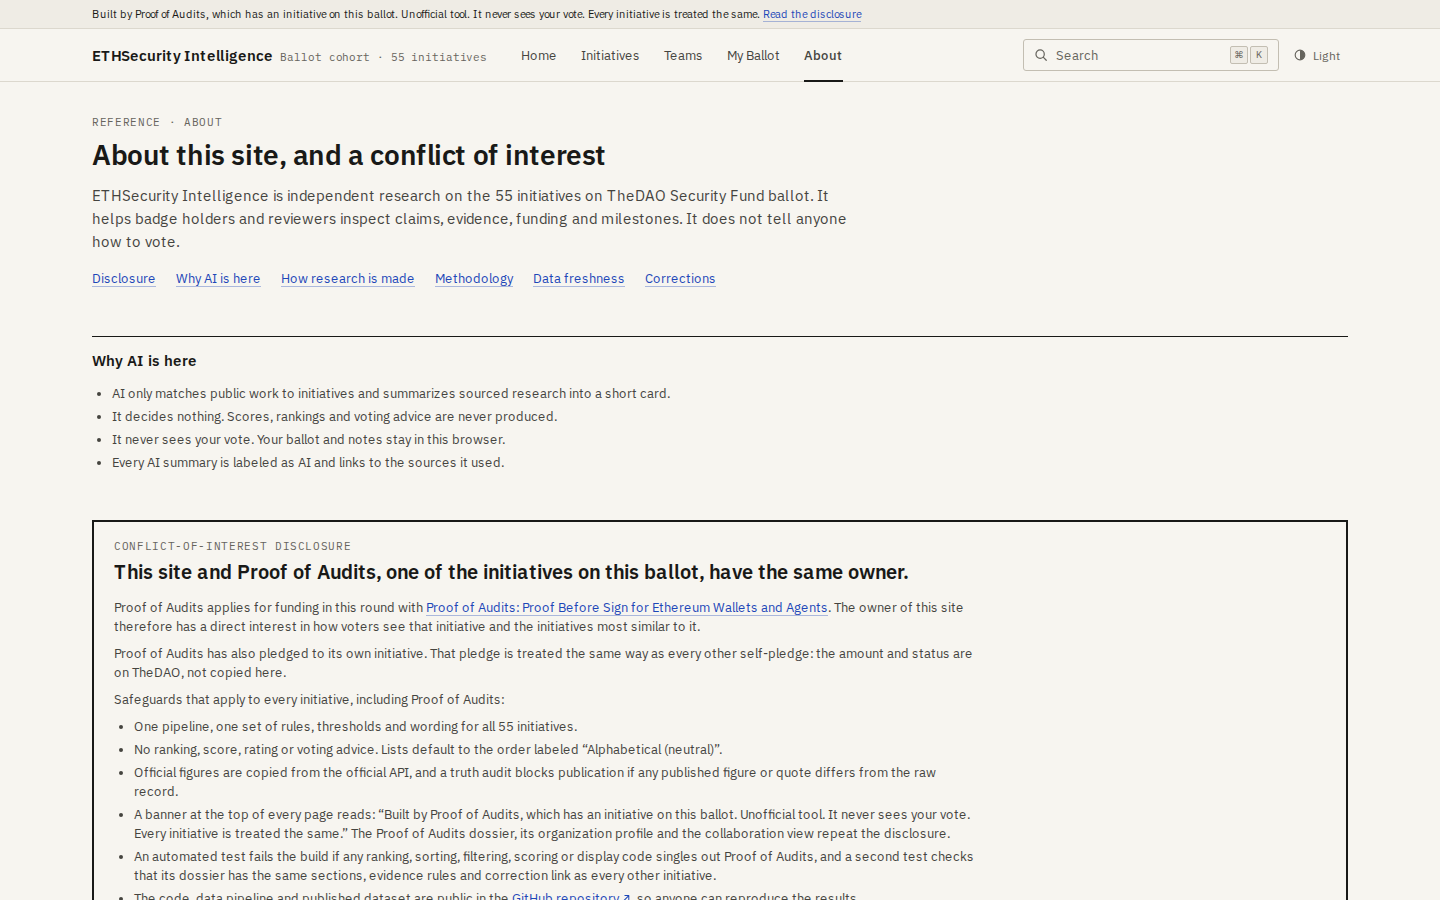 Built by Proof of Audits, which has an initiative on this ballot. Unofficial tool. It never sees your vote. Every initiative is treated the same. Read the disclosure
ETHSecurity Intelligence Ballot cohort · 55 initiatives Home Initiatives Teams My Ballot About Search ⌘ K Light
REFERENCE · ABOUT
About this site, and a conflict of interest
ETHSecurity Intelligence is independent research on the 55 initiatives on TheDAO Security Fund ballot. It
helps badge holders and reviewers inspect claims, evidence, funding and milestones. It does not tell anyone
how to vote.
Disclosure Why AI is here How research is made Methodology Data freshness Corrections
Why AI is here
• AI only matches public work to initiatives and summarizes sourced research into a short card.
• It decides nothing. Scores, rankings and voting advice are never produced.
• It never sees your vote. Your ballot and notes stay in this browser.
• Every AI summary is labeled as AI and links to the sources it used.
CONFLICT-OF-INTEREST DISCLOSURE
This site and Proof of Audits, one of the initiatives on this ballot, have the same owner.
Proof of Audits applies for funding in this round with Proof of Audits: Proof Before Sign for Ethereum Wallets and Agents. The owner of this site
therefore has a direct interest in how voters see that initiative and the initiatives most similar to it.
Proof of Audits has also pledged to its own initiative. That pledge is treated the same way as every other self-pledge: the amount and status are
on TheDAO, not copied here.
Safeguards that apply to every initiative, including Proof of Audits:
• One pipeline, one set of rules, thresholds and wording for all 55 initiatives.
• No ranking, score, rating or voting advice. Lists default to the order labeled “Alphabetical (neutral)”.
• Official figures are copied from the official API, and a truth audit blocks publication if any published figure or quote differs from the raw
record.
• A banner at the top of every page reads: “Built by Proof of Audits, which has an initiative on this ballot. Unofficial tool. It never sees your vote.
Every initiative is treated the same.” The Proof of Audits dossier, its organization profile and the collaboration view repeat the disclosure.
• An automated test fails the build if any ranking, sorting, filtering, scoring or display code singles out Proof of Audits, and a second test checks
that its dossier has the same sections, evidence rules and correction link as every other initiative.
• The code, data pipeline and published dataset are public in the GitHub repository ↗, so anyone can reproduce the results.